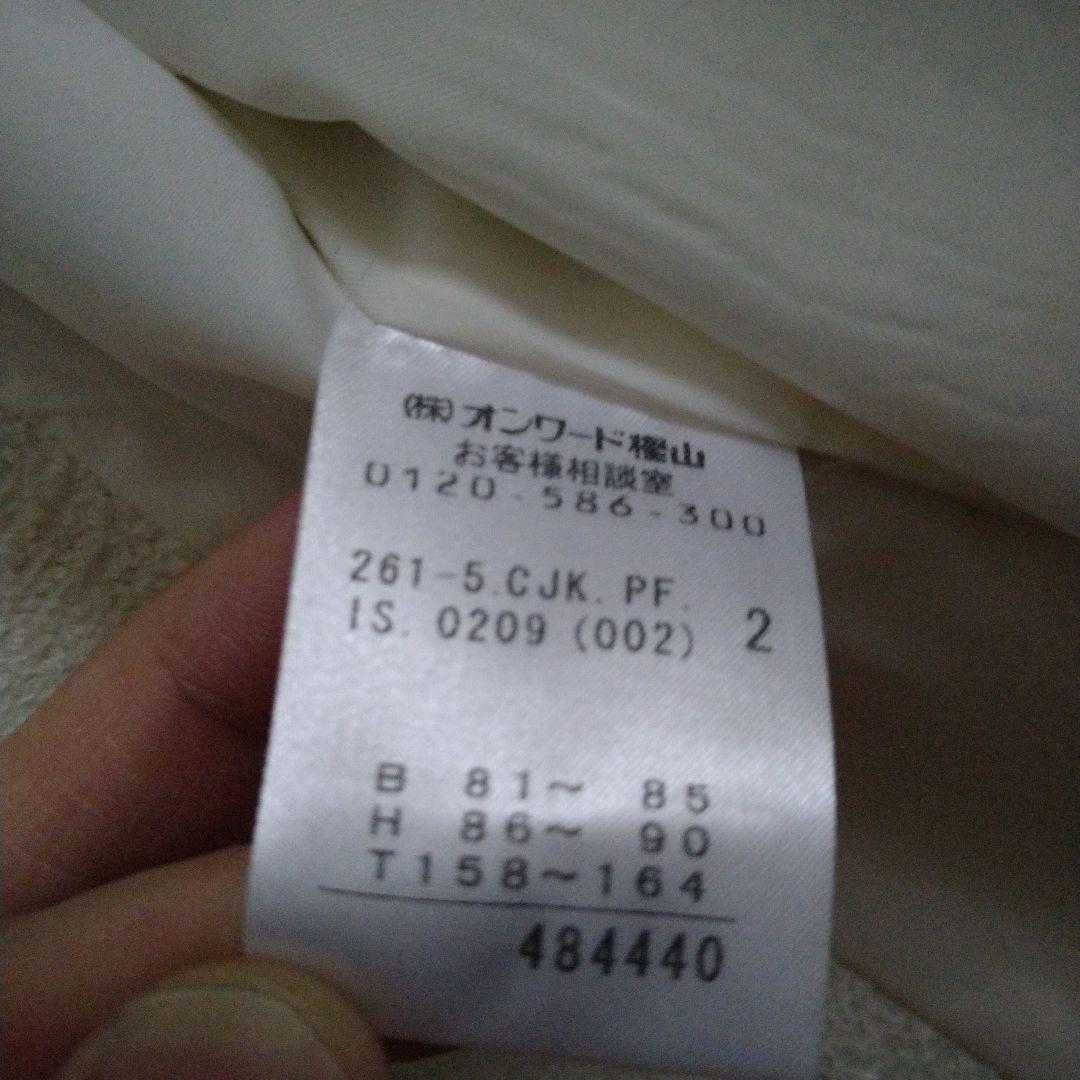 (株)オンワード樫山
お客様相談室
0120-586-300
261-5.CJK.PF.
IS.0209(002) 2
B 81～ 85
H 86～ 90
T158～164
484440